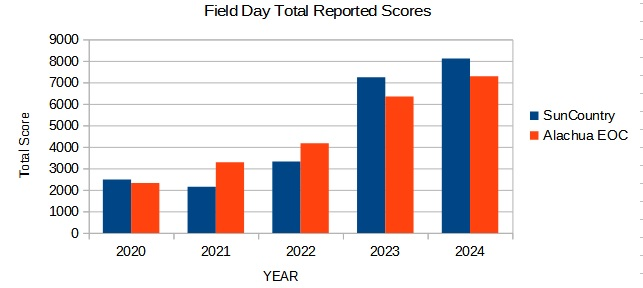 Field Day Total Reported Scores
9000
8000
7000
6000
5000
4000
3000
2000
1000
0
Total Score
2020 2021 2022 2023 2024
YEAR
SunCountry
Alachua EOC